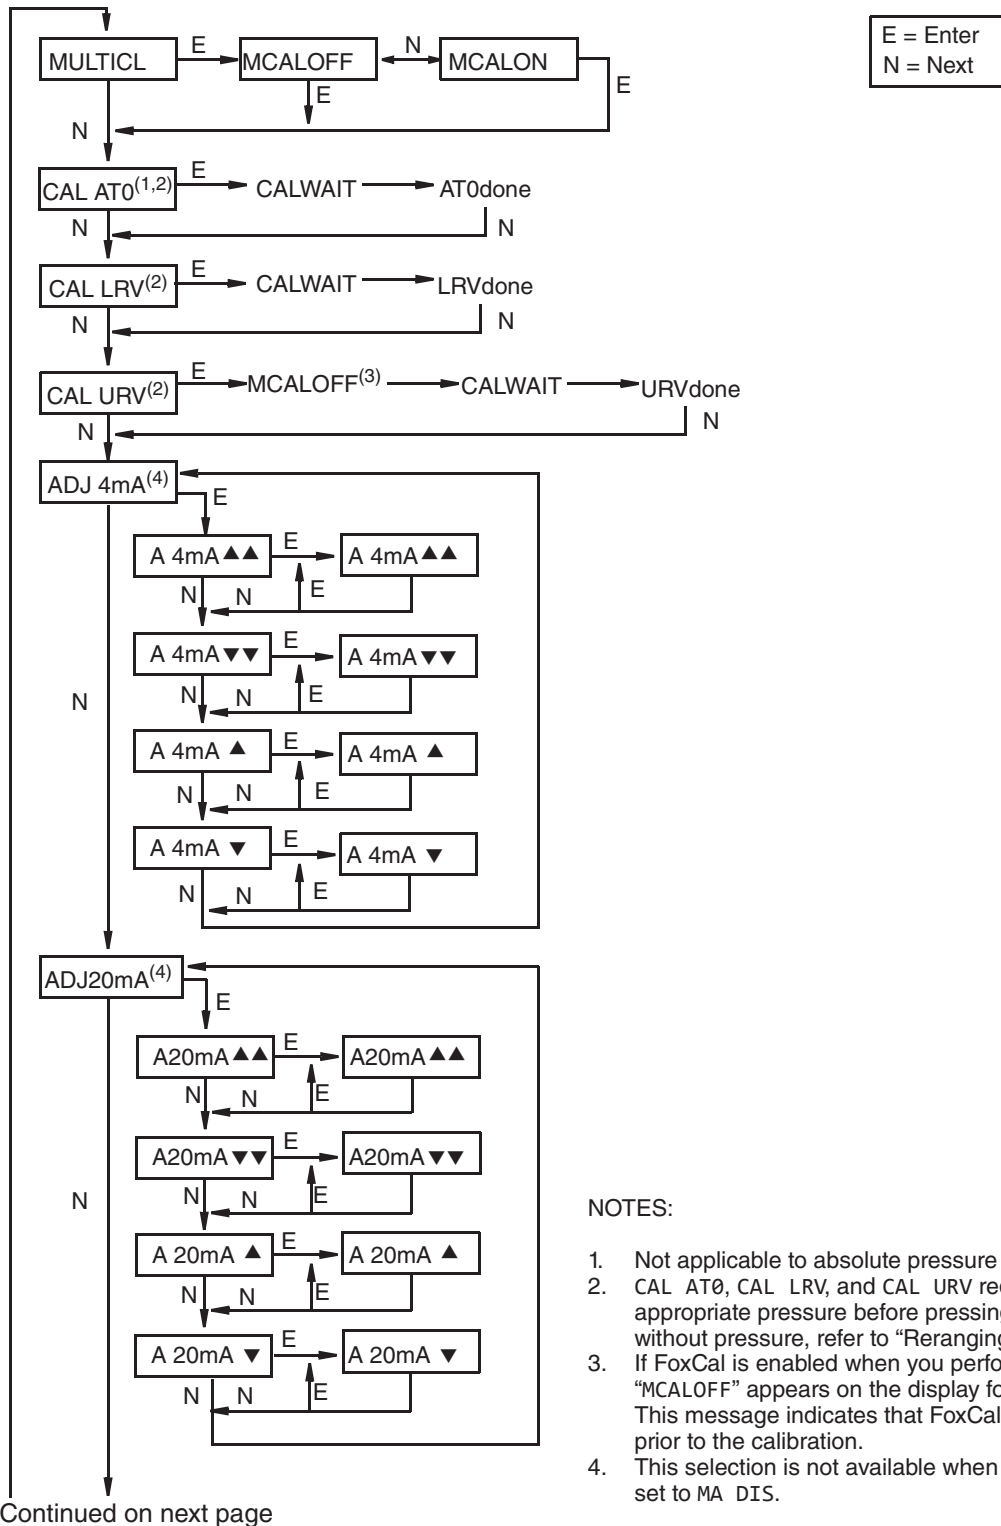 E = Enter
N = Next
MULTICL
E
MCALOFF
N
MCALON
E
E
N
CAL AT0(1,2)
E
CALWAIT
AT0done
N
N
CAL LRV(2)
E
CALWAIT
LRVdone
N
N
CAL URV(2)
E
MCALOFF(3)
CALWAIT
URVdone
N
N
ADJ 4mA(4)
E
A 4mA ▲▲
E
A 4mA ▲▲
N
N
E
A 4mA ▼▼
E
A 4mA ▼▼
N
N
N
E
A 4mA ▲
E
A 4mA ▲
N
N
E
A 4mA ▼
E
A 4mA ▼
N
N
E
ADJ20mA(4)
E
A20mA ▲▲
E
A20mA ▲▲
N
N
E
A20mA ▼▼
E
A20mA ▼▼
N
N
N
E
A 20mA ▲
E
A 20mA ▲
N
N
E
A 20mA ▼
E
A 20mA ▼
N
N
E
Continued on next page
NOTES:
1. Not applicable to absolute pressure
2. CAL AT0, CAL LRV, and CAL URV
appropriate pressure before
without pressure, refer to
3. If FoxCal is enabled when you
"MCALOFF" appears on the display
This message indicates that FoxCal
prior to the calibration.
4. This selection is not available when
set to MA DIS.